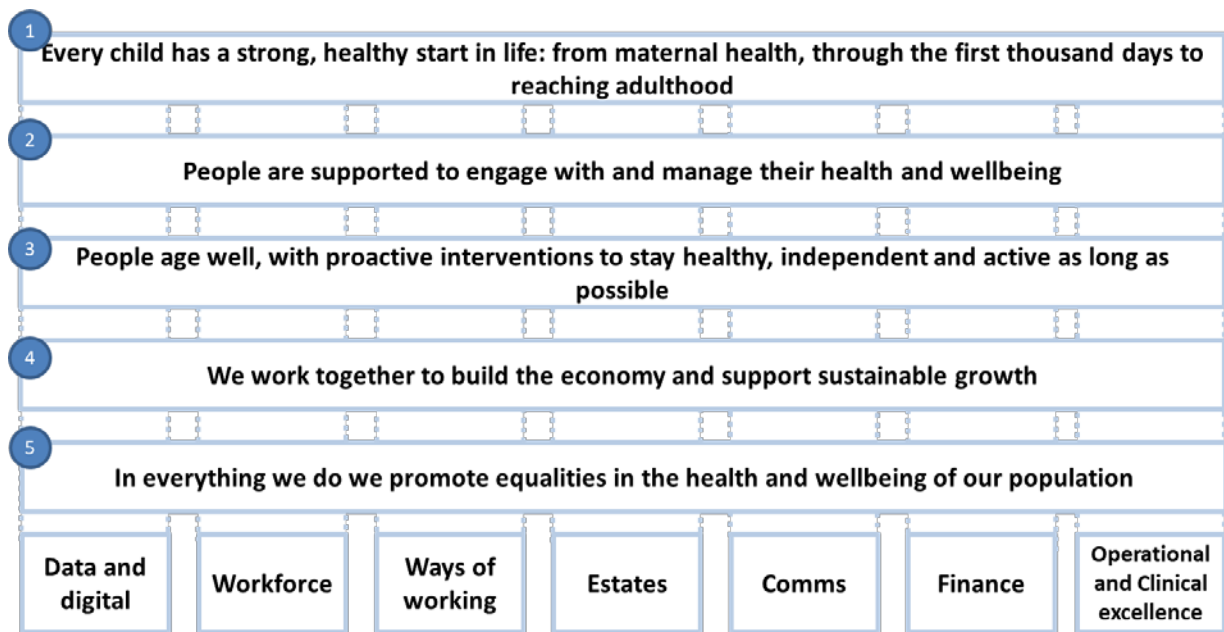 1
Every child has a strong, healthy start in life: from maternal health, through the first thousand days to
reaching adulthood
2
People are supported to engage with and manage their health and wellbeing
3
People age well, with proactive interventions to stay healthy, independent and active as long as
possible
4
We work together to build the economy and support sustainable growth
5
In everything we do we promote equalities in the health and wellbeing of our population
Data and
digital
Workforce
Ways of
working
Estates
Comms
Finance
Operational
and Clinical
excellence